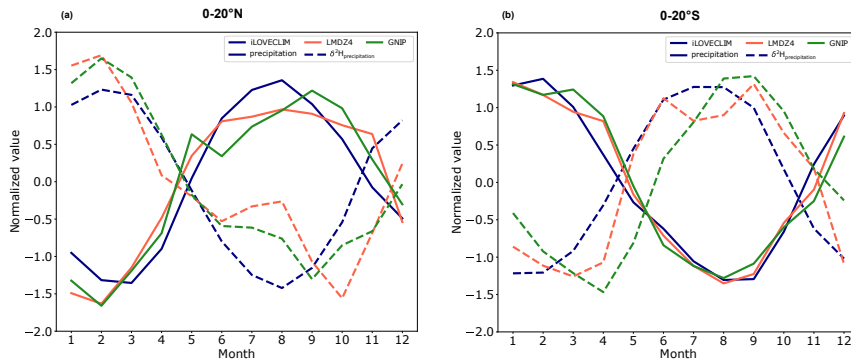 (a) 0-20°N
iLOVECLIM LMDZ4 GNIP
precipitation δ²Hprecipitation
2.0
1.5
1.0
0.5
0.0
−0.5
−1.0
−1.5
−2.0
Normalized value
1 2 3 4 5 6 7 8 9 10 11 12
Month
(b) 0-20°S
iLOVECLIM LMDZ4 GNIP
precipitation δ²Hprecipitation
2.0
1.5
1.0
0.5
0.0
−0.5
−1.0
−1.5
−2.0
Normalized value
1 2 3 4 5 6 7 8 9 10 11 12
Month